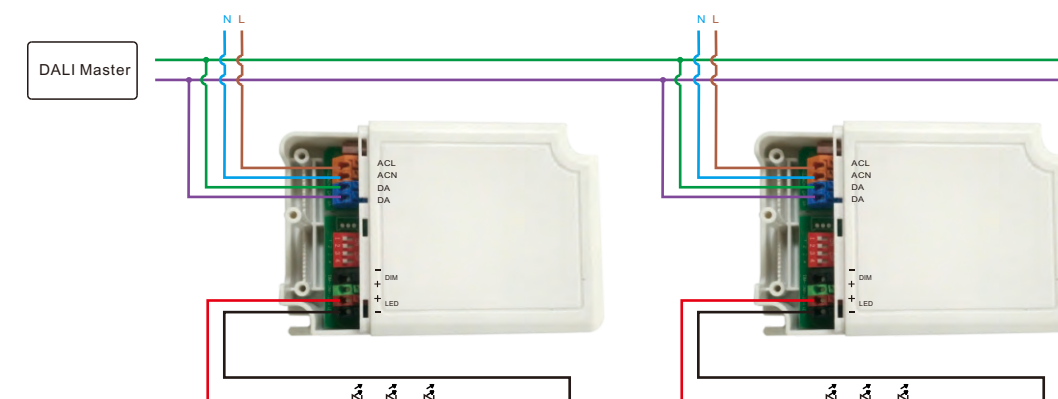 N L
N L
DALI Master
ACL
ACN
DA
DA
- DIM
+
+ LED
-
ACL
ACN
DA
DA
- DIM
+
+ LED
-